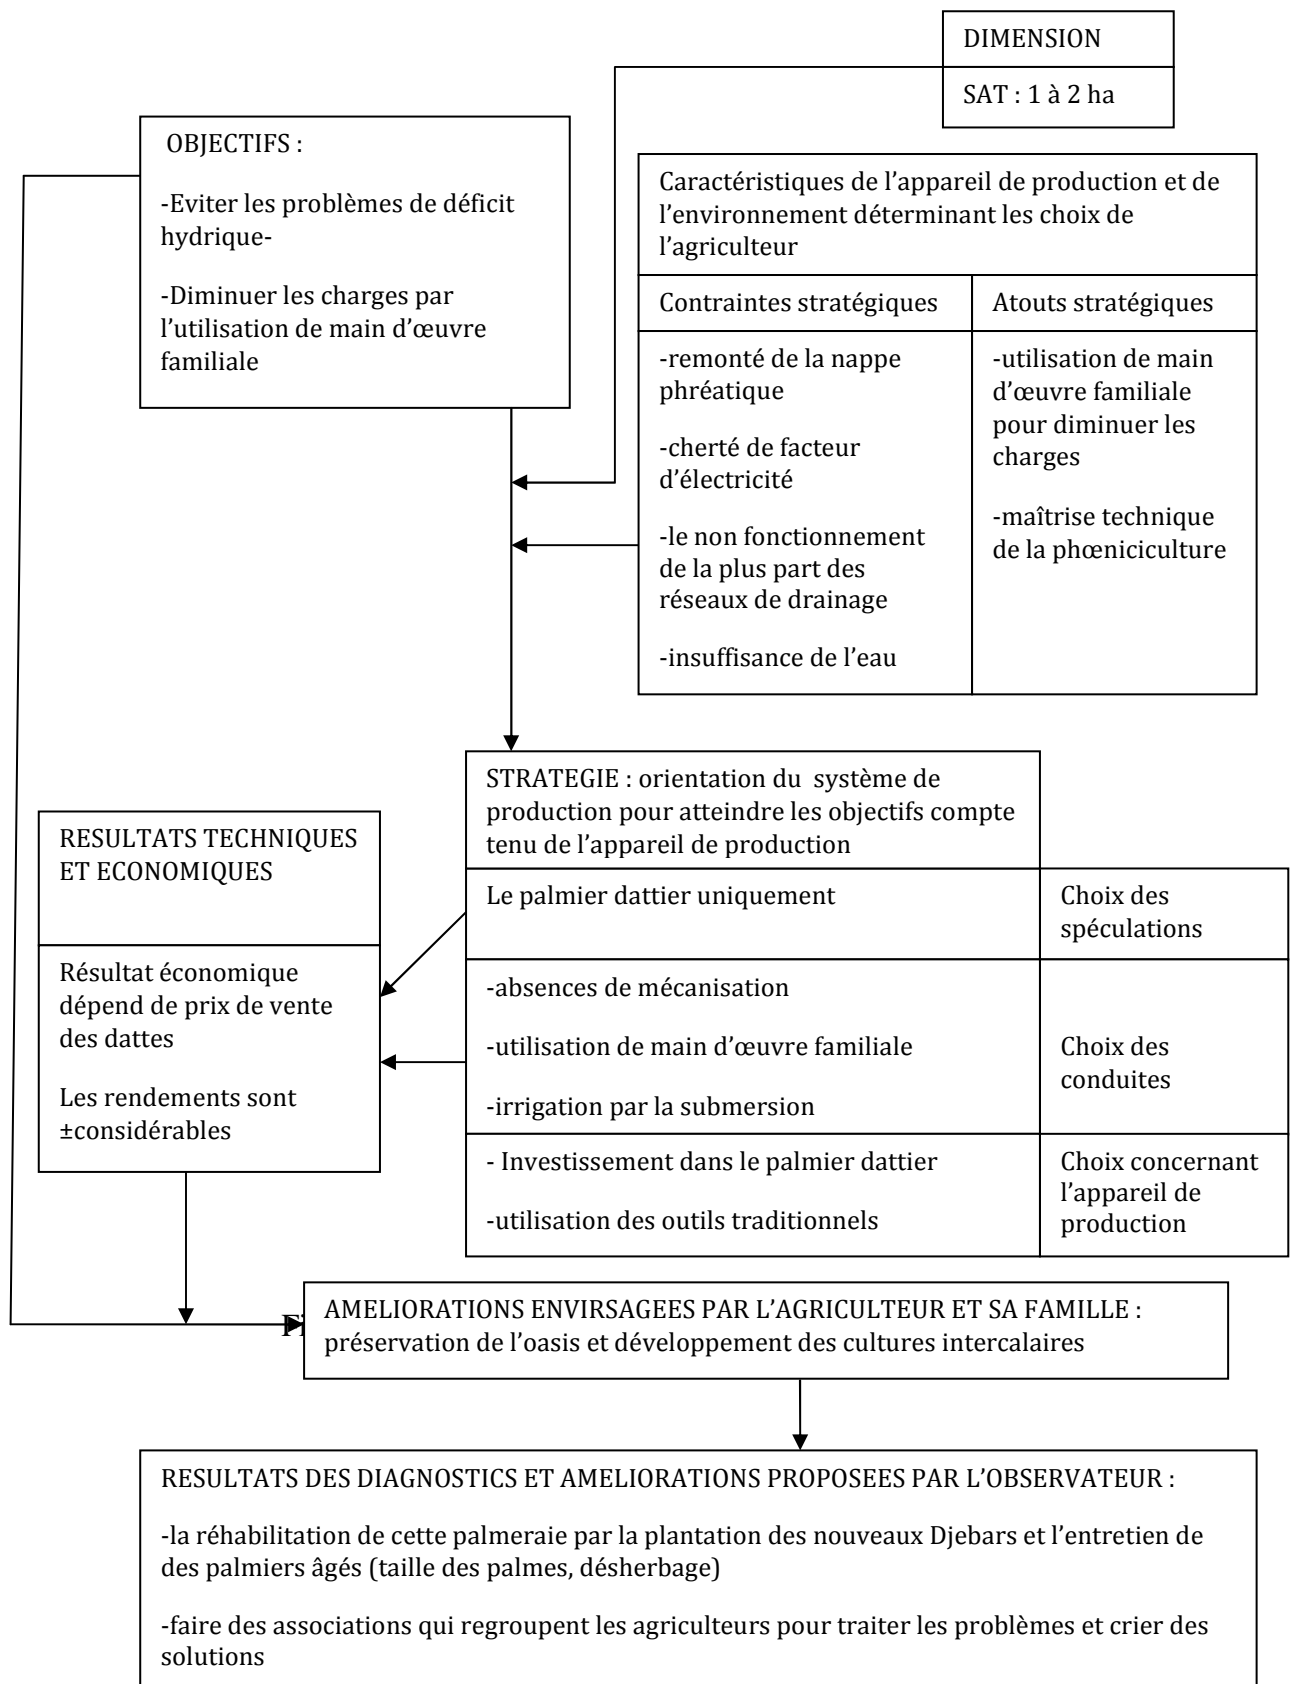 DIMENSION
SAT : 1 à 2 ha
OBJECTIFS :
-Eviter les problèmes de déficit
hydrique-
-Diminuer les charges par
l’utilisation de main d’œuvre
familiale
Caractéristiques de l’appareil de production et de
l’environnement déterminant les choix de
l’agriculteur
Contraintes stratégiques
Atouts stratégiques
-remonté de la nappe
phréatique
-cherté de facteur
d’électricité
-le non fonctionnement
de la plus part des
réseaux de drainage
-insuffisance de l’eau
-utilisation de main
d’œuvre familiale
pour diminuer les
charges
-maîtrise technique
de la phœniciculture
STRATEGIE : orientation du système de
production pour atteindre les objectifs compte
tenu de l’appareil de production
Le palmier dattier uniquement
Choix des
spéculations
-absences de mécanisation
-utilisation de main d’œuvre familiale
-irrigation par la submersion
Choix des
conduites
- Investissement dans le palmier dattier
-utilisation des outils traditionnels
Choix concernant
l’appareil de
production
RESULTATS TECHNIQUES
ET ECONOMIQUES
Résultat économique
dépend de prix de vente
des dattes
Les rendements sont
±considérables
AMELIORATIONS ENVIRSAGEES PAR L’AGRICULTEUR ET SA FAMILLE :
préservation de l’oasis et développement des cultures intercalaires
RESULTATS DES DIAGNOSTICS ET AMELIORATIONS PROPOSEES PAR L’OBSERVATEUR :
-la réhabilitation de cette palmeraie par la plantation des nouveaux Djebars et l’entretien de
des palmiers âgés (taille des palmes, désherbage)
-faire des associations qui regroupent les agriculteurs pour traiter les problèmes et crier des
solutions